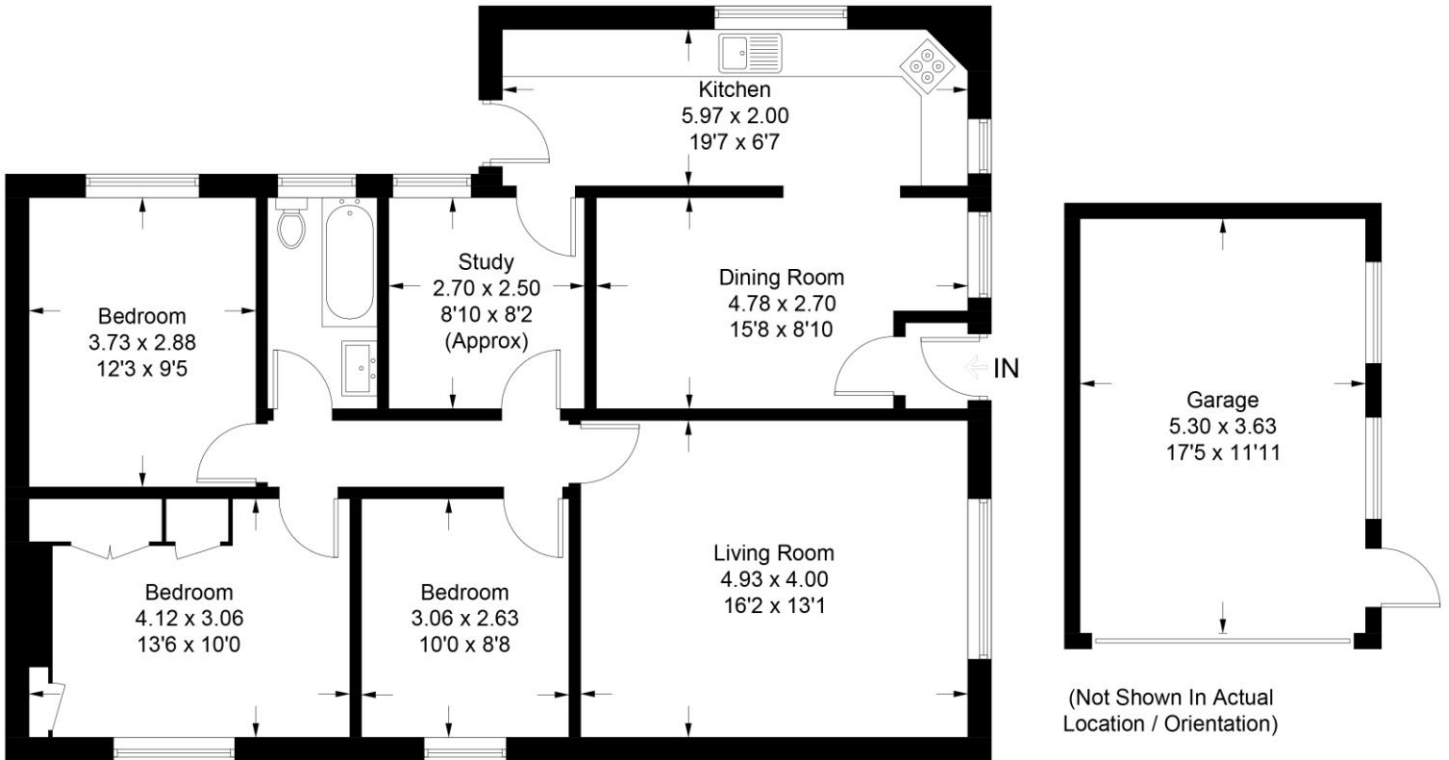 Kitchen
5.97 x 2.00
19'7 x 6'7
Study
2.70 x 2.50
8'10 x 8'2
(Approx)
Dining Room
4.78 x 2.70
15'8 x 8'10
Bedroom
3.73 x 2.88
12'3 x 9'5
IN
Garage
5.30 x 3.63
17'5 x 11'11
Living Room
4.93 x 4.00
16'2 x 13'1
Bedroom
4.12 x 3.06
13'6 x 10'0
Bedroom
3.06 x 2.63
10'0 x 8'8
(Not Shown In Actual
Location / Orientation)